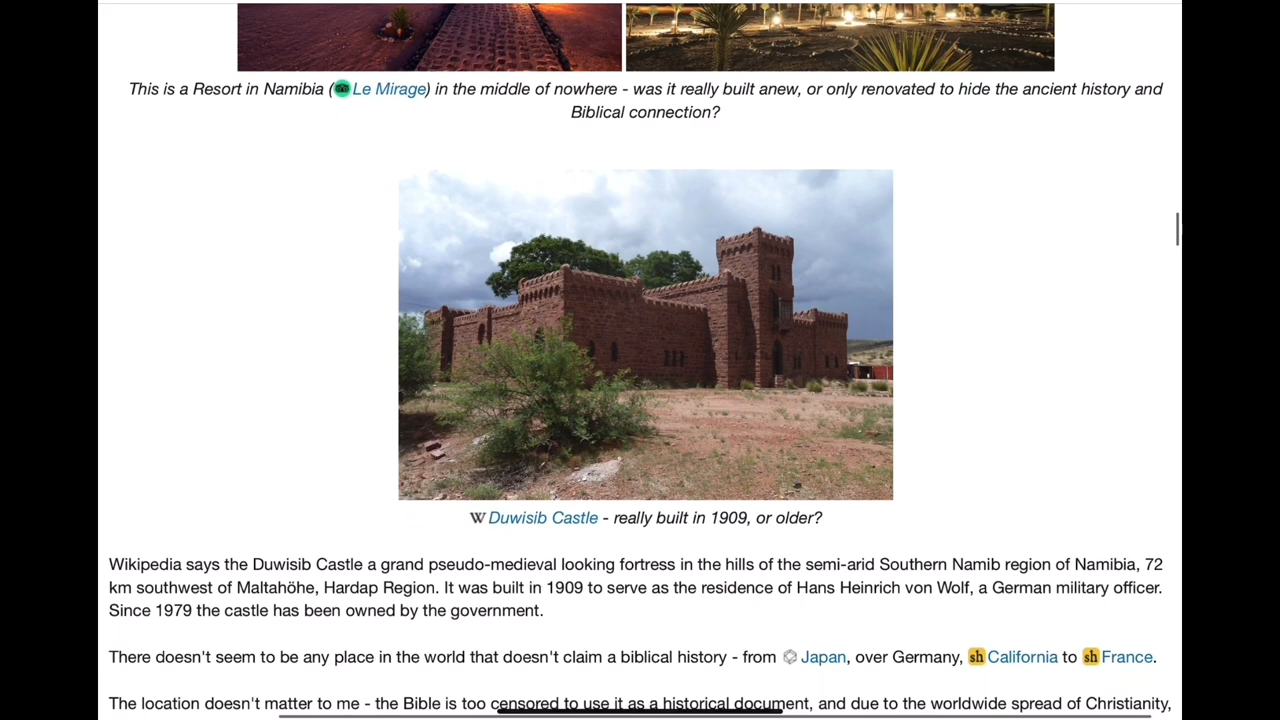 This is a Resort in Namibia (Le Mirage) in the middle of nowhere - was it really built anew, or only renovated to hide the ancient history and
Biblical connection?
W Duwisib Castle - really built in 1909, or older?
Wikipedia says the Duwisib Castle a grand pseudo-medieval looking fortress in the hills of the semi-arid Southern Namib region of Namibia, 72
km southwest of Maltahöhe, Hardap Region. It was built in 1909 to serve as the residence of Hans Heinrich von Wolf, a German military officer.
Since 1979 the castle has been owned by the government.
There doesn't seem to be any place in the world that doesn't claim a biblical history - from Japan, over Germany, sh California to sh France.
The location doesn't matter to me - the Bible is too censored to use it as a historical document, and due to the worldwide spread of Christianity,